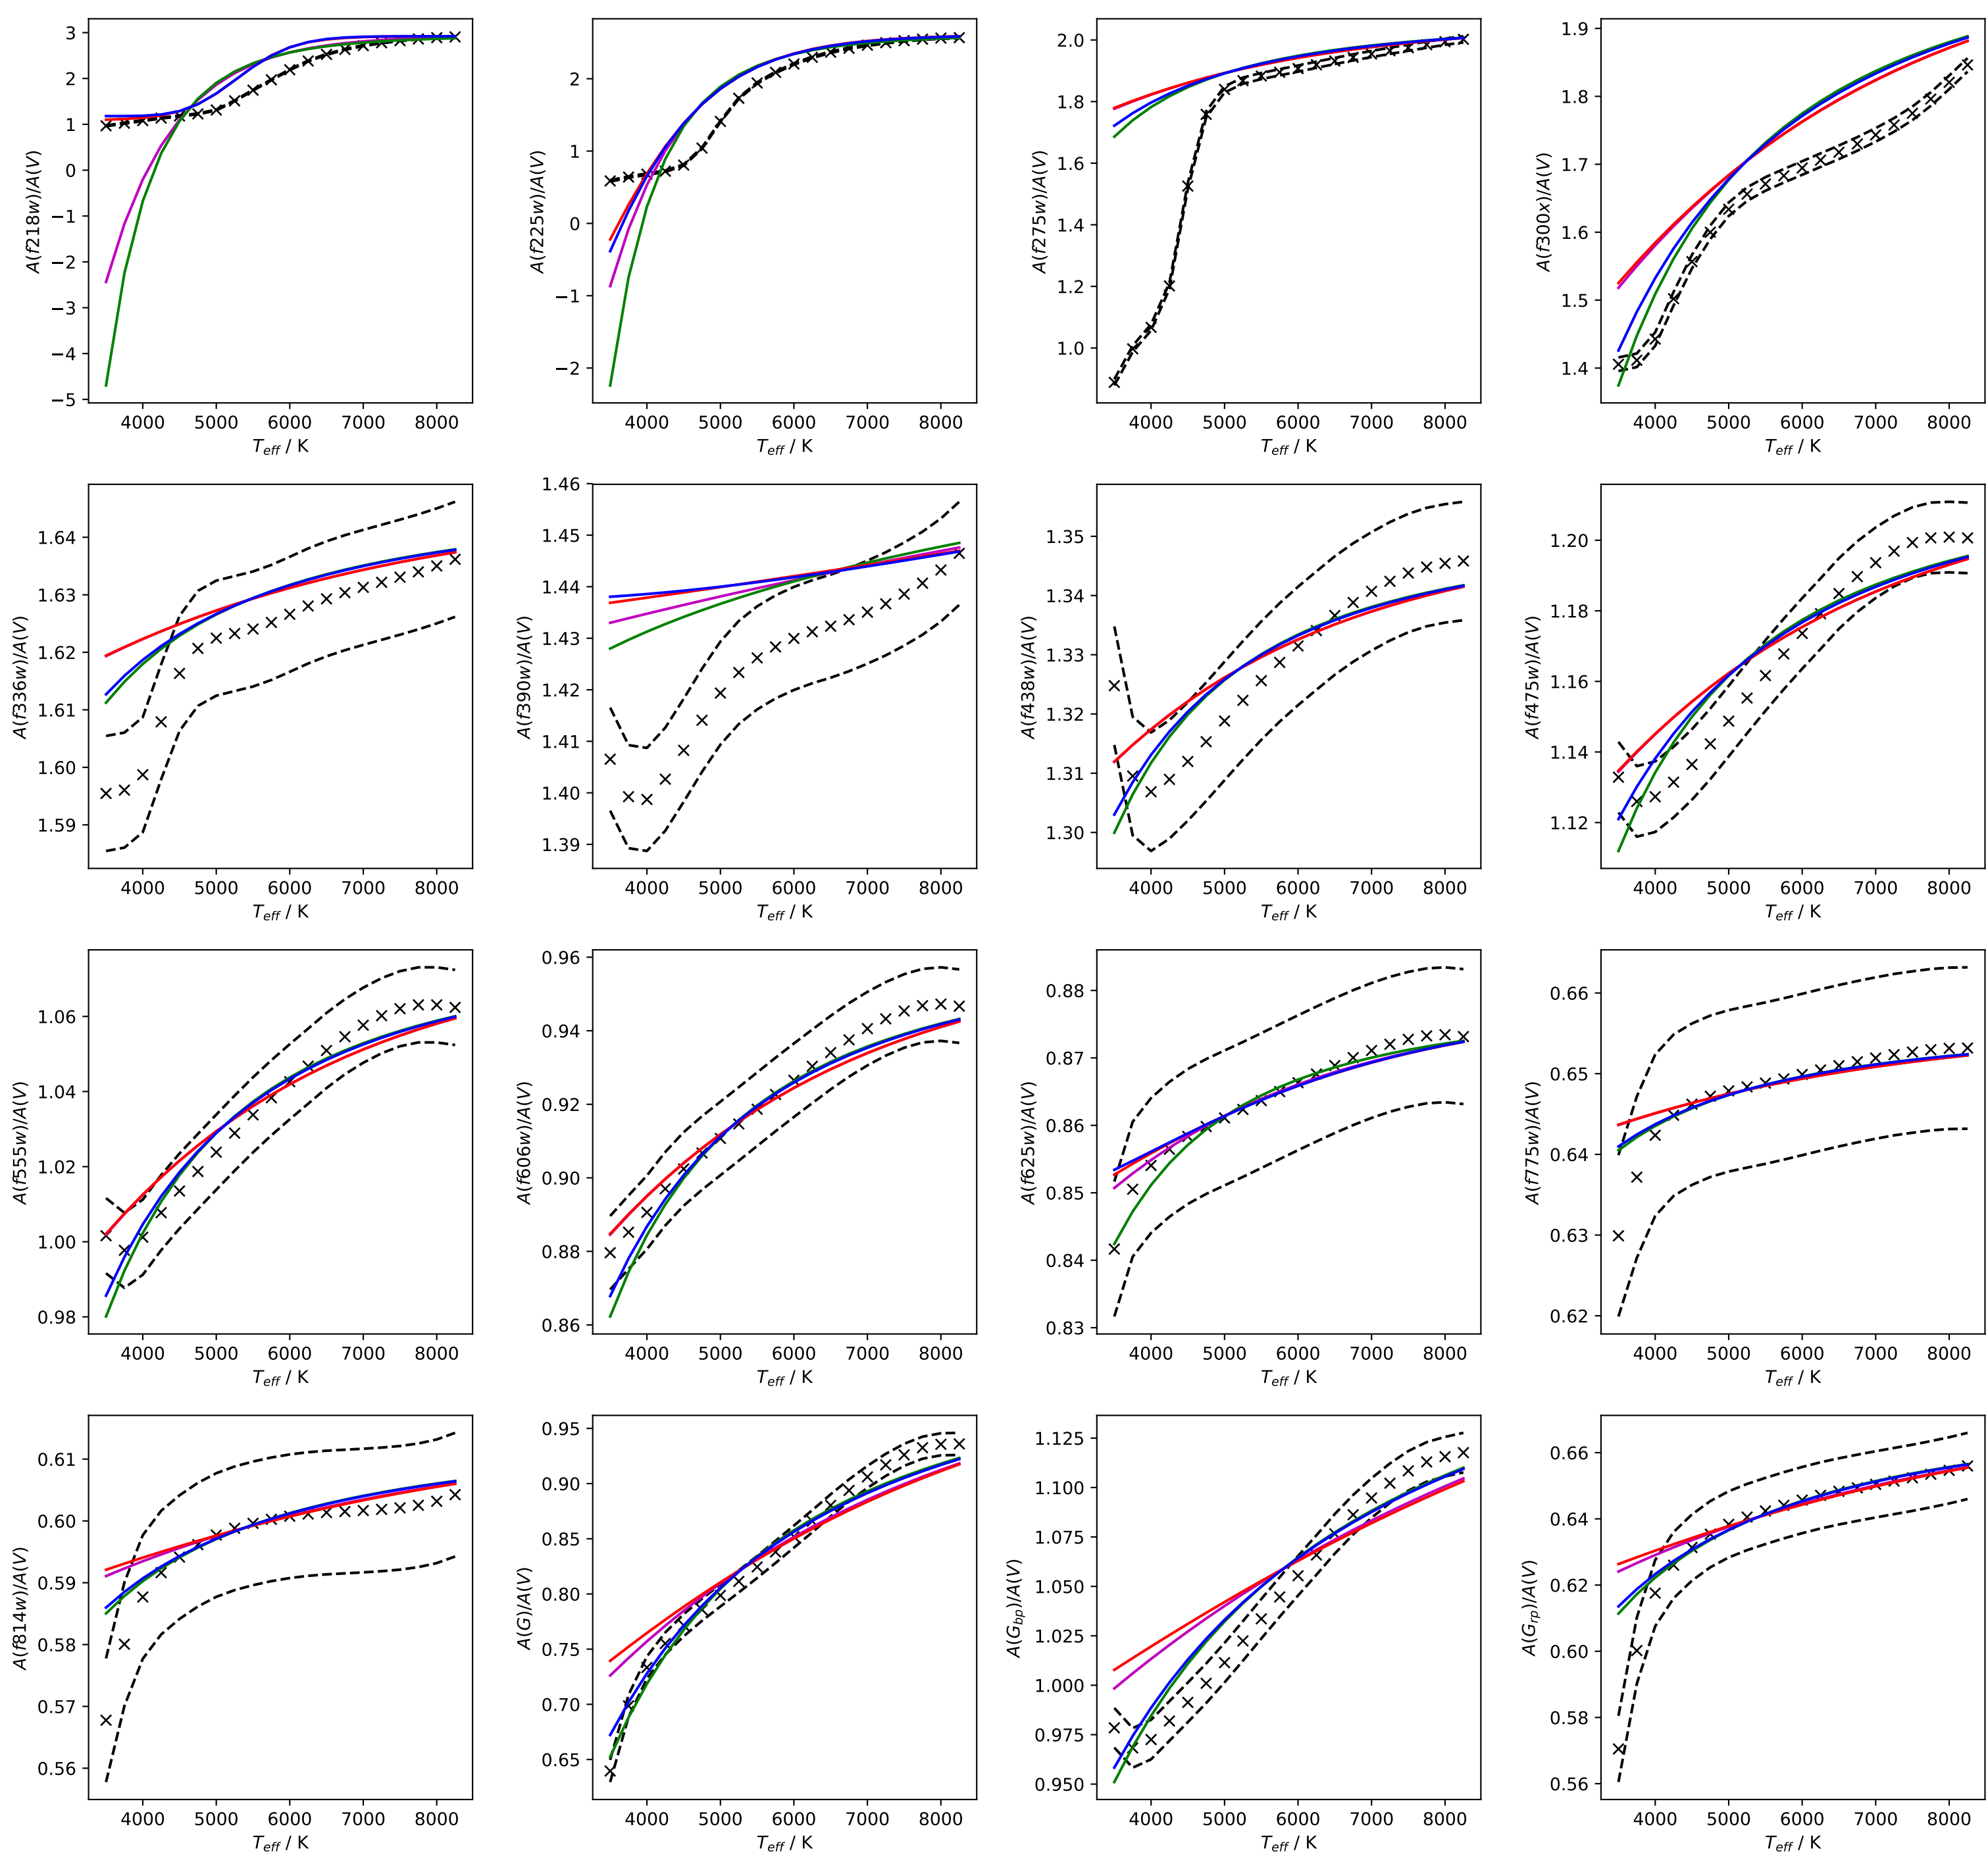 3
2
1
0
−1
−2
−3
−4
−5
A(f218w)/A(V)
4000 5000 6000 7000 8000
T_eff / K
2
1
0
−1
−2
A(f225w)/A(V)
4000 5000 6000 7000 8000
T_eff / K
2.0
1.8
1.6
1.4
1.2
1.0
A(f275w)/A(V)
4000 5000 6000 7000 8000
T_eff / K
1.9
1.8
1.7
1.6
1.5
1.4
A(f300x)/A(V)
4000 5000 6000 7000 8000
T_eff / K
1.64
1.63
1.62
1.61
1.60
1.59
A(f336w)/A(V)
4000 5000 6000 7000 8000
T_eff / K
1.46
1.45
1.44
1.43
1.42
1.41
1.40
1.39
A(f390w)/A(V)
4000 5000 6000 7000 8000
T_eff / K
1.35
1.34
1.33
1.32
1.31
1.30
A(f438w)/A(V)
4000 5000 6000 7000 8000
T_eff / K
1.20
1.18
1.16
1.14
1.12
A(f475w)/A(V)
4000 5000 6000 7000 8000
T_eff / K
1.06
1.04
1.02
1.00
0.98
A(f555w)/A(V)
4000 5000 6000 7000 8000
T_eff / K
0.96
0.94
0.92
0.90
0.88
0.86
A(f606w)/A(V)
4000 5000 6000 7000 8000
T_eff / K
0.88
0.87
0.86
0.85
0.84
0.83
A(f625w)/A(V)
4000 5000 6000 7000 8000
T_eff / K
0.66
0.65
0.64
0.63
0.62
A(f775w)/A(V)
4000 5000 6000 7000 8000
T_eff / K
0.61
0.60
0.59
0.58
0.57
0.56
A(f814w)/A(V)
4000 5000 6000 7000 8000
T_eff / K
0.95
0.90
0.85
0.80
0.75
0.70
0.65
A(G)/A(V)
4000 5000 6000 7000 8000
T_eff / K
1.125
1.100
1.075
1.050
1.025
1.000
0.975
0.950
A(G_bp)/A(V)
4000 5000 6000 7000 8000
T_eff / K
0.66
0.64
0.62
0.60
0.58
0.56
A(G_rp)/A(V)
4000 5000 6000 7000 8000
T_eff / K